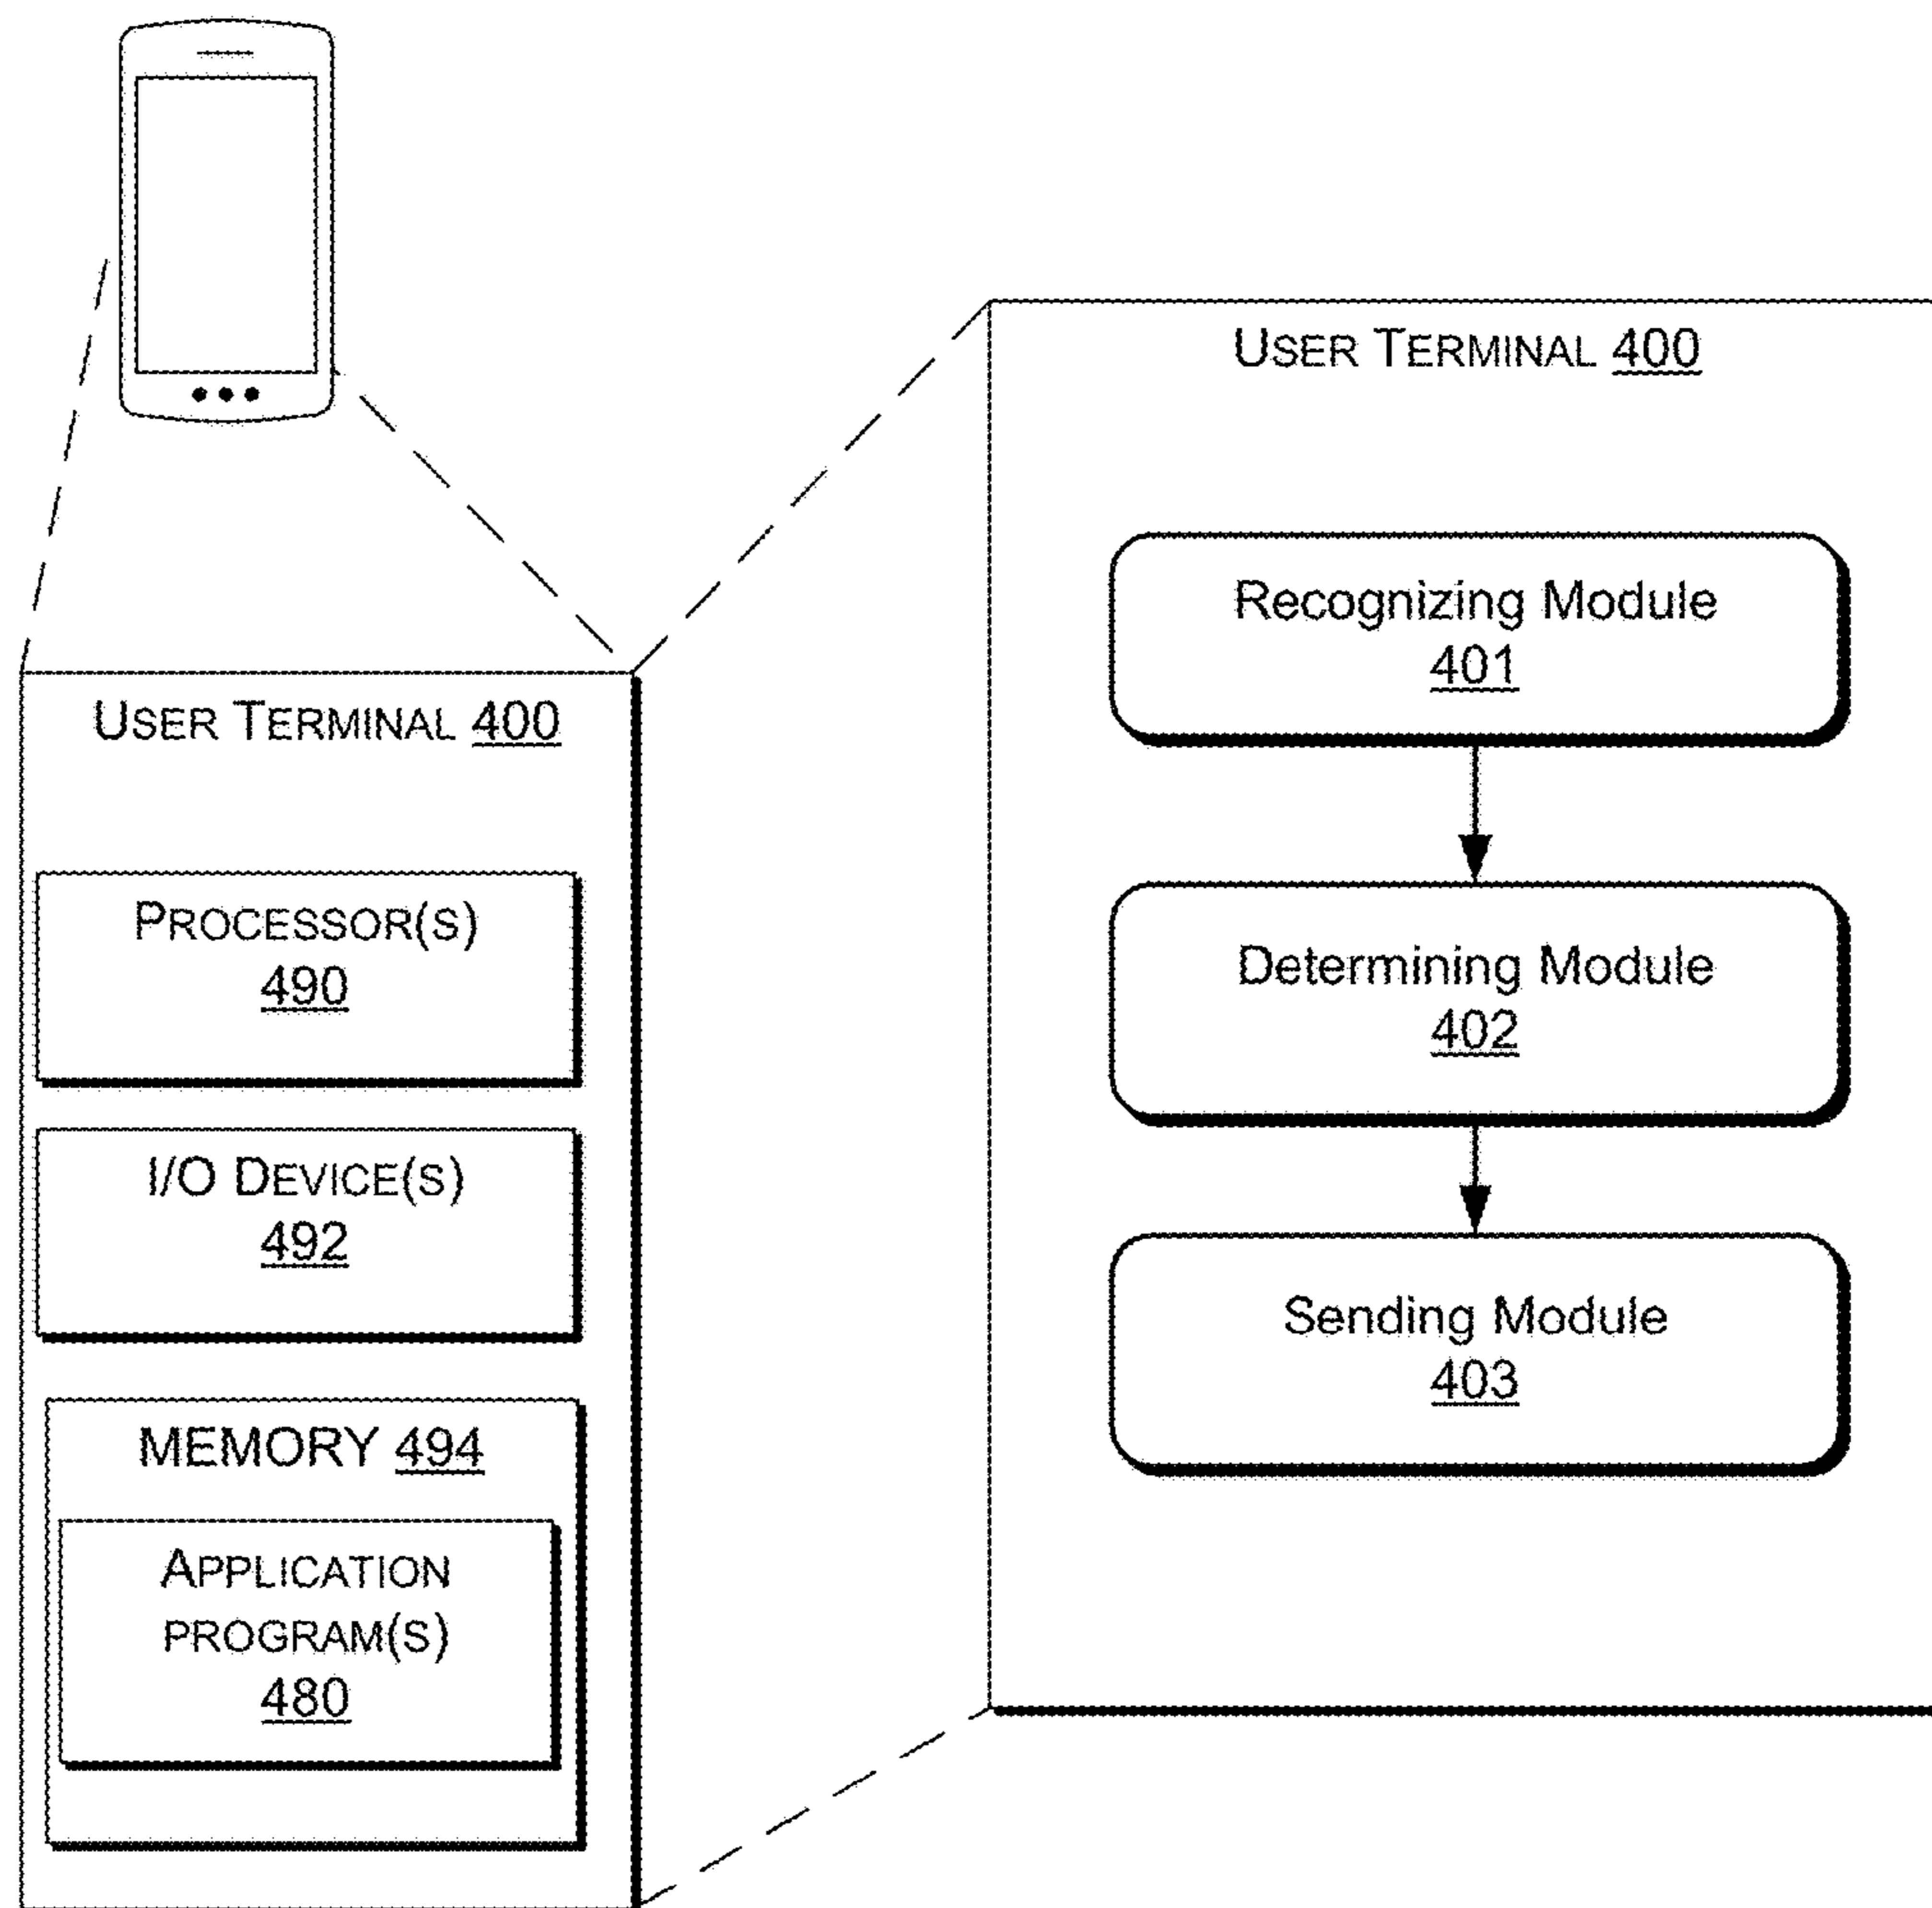 USER TERMINAL 400
PROCESSOR(S)
490
I/O DEVICE(S)
492
MEMORY 494
APPLICATION
PROGRAM(S)
480
USER TERMINAL 400
Recognizing Module
401
Determining Module
402
Sending Module
403